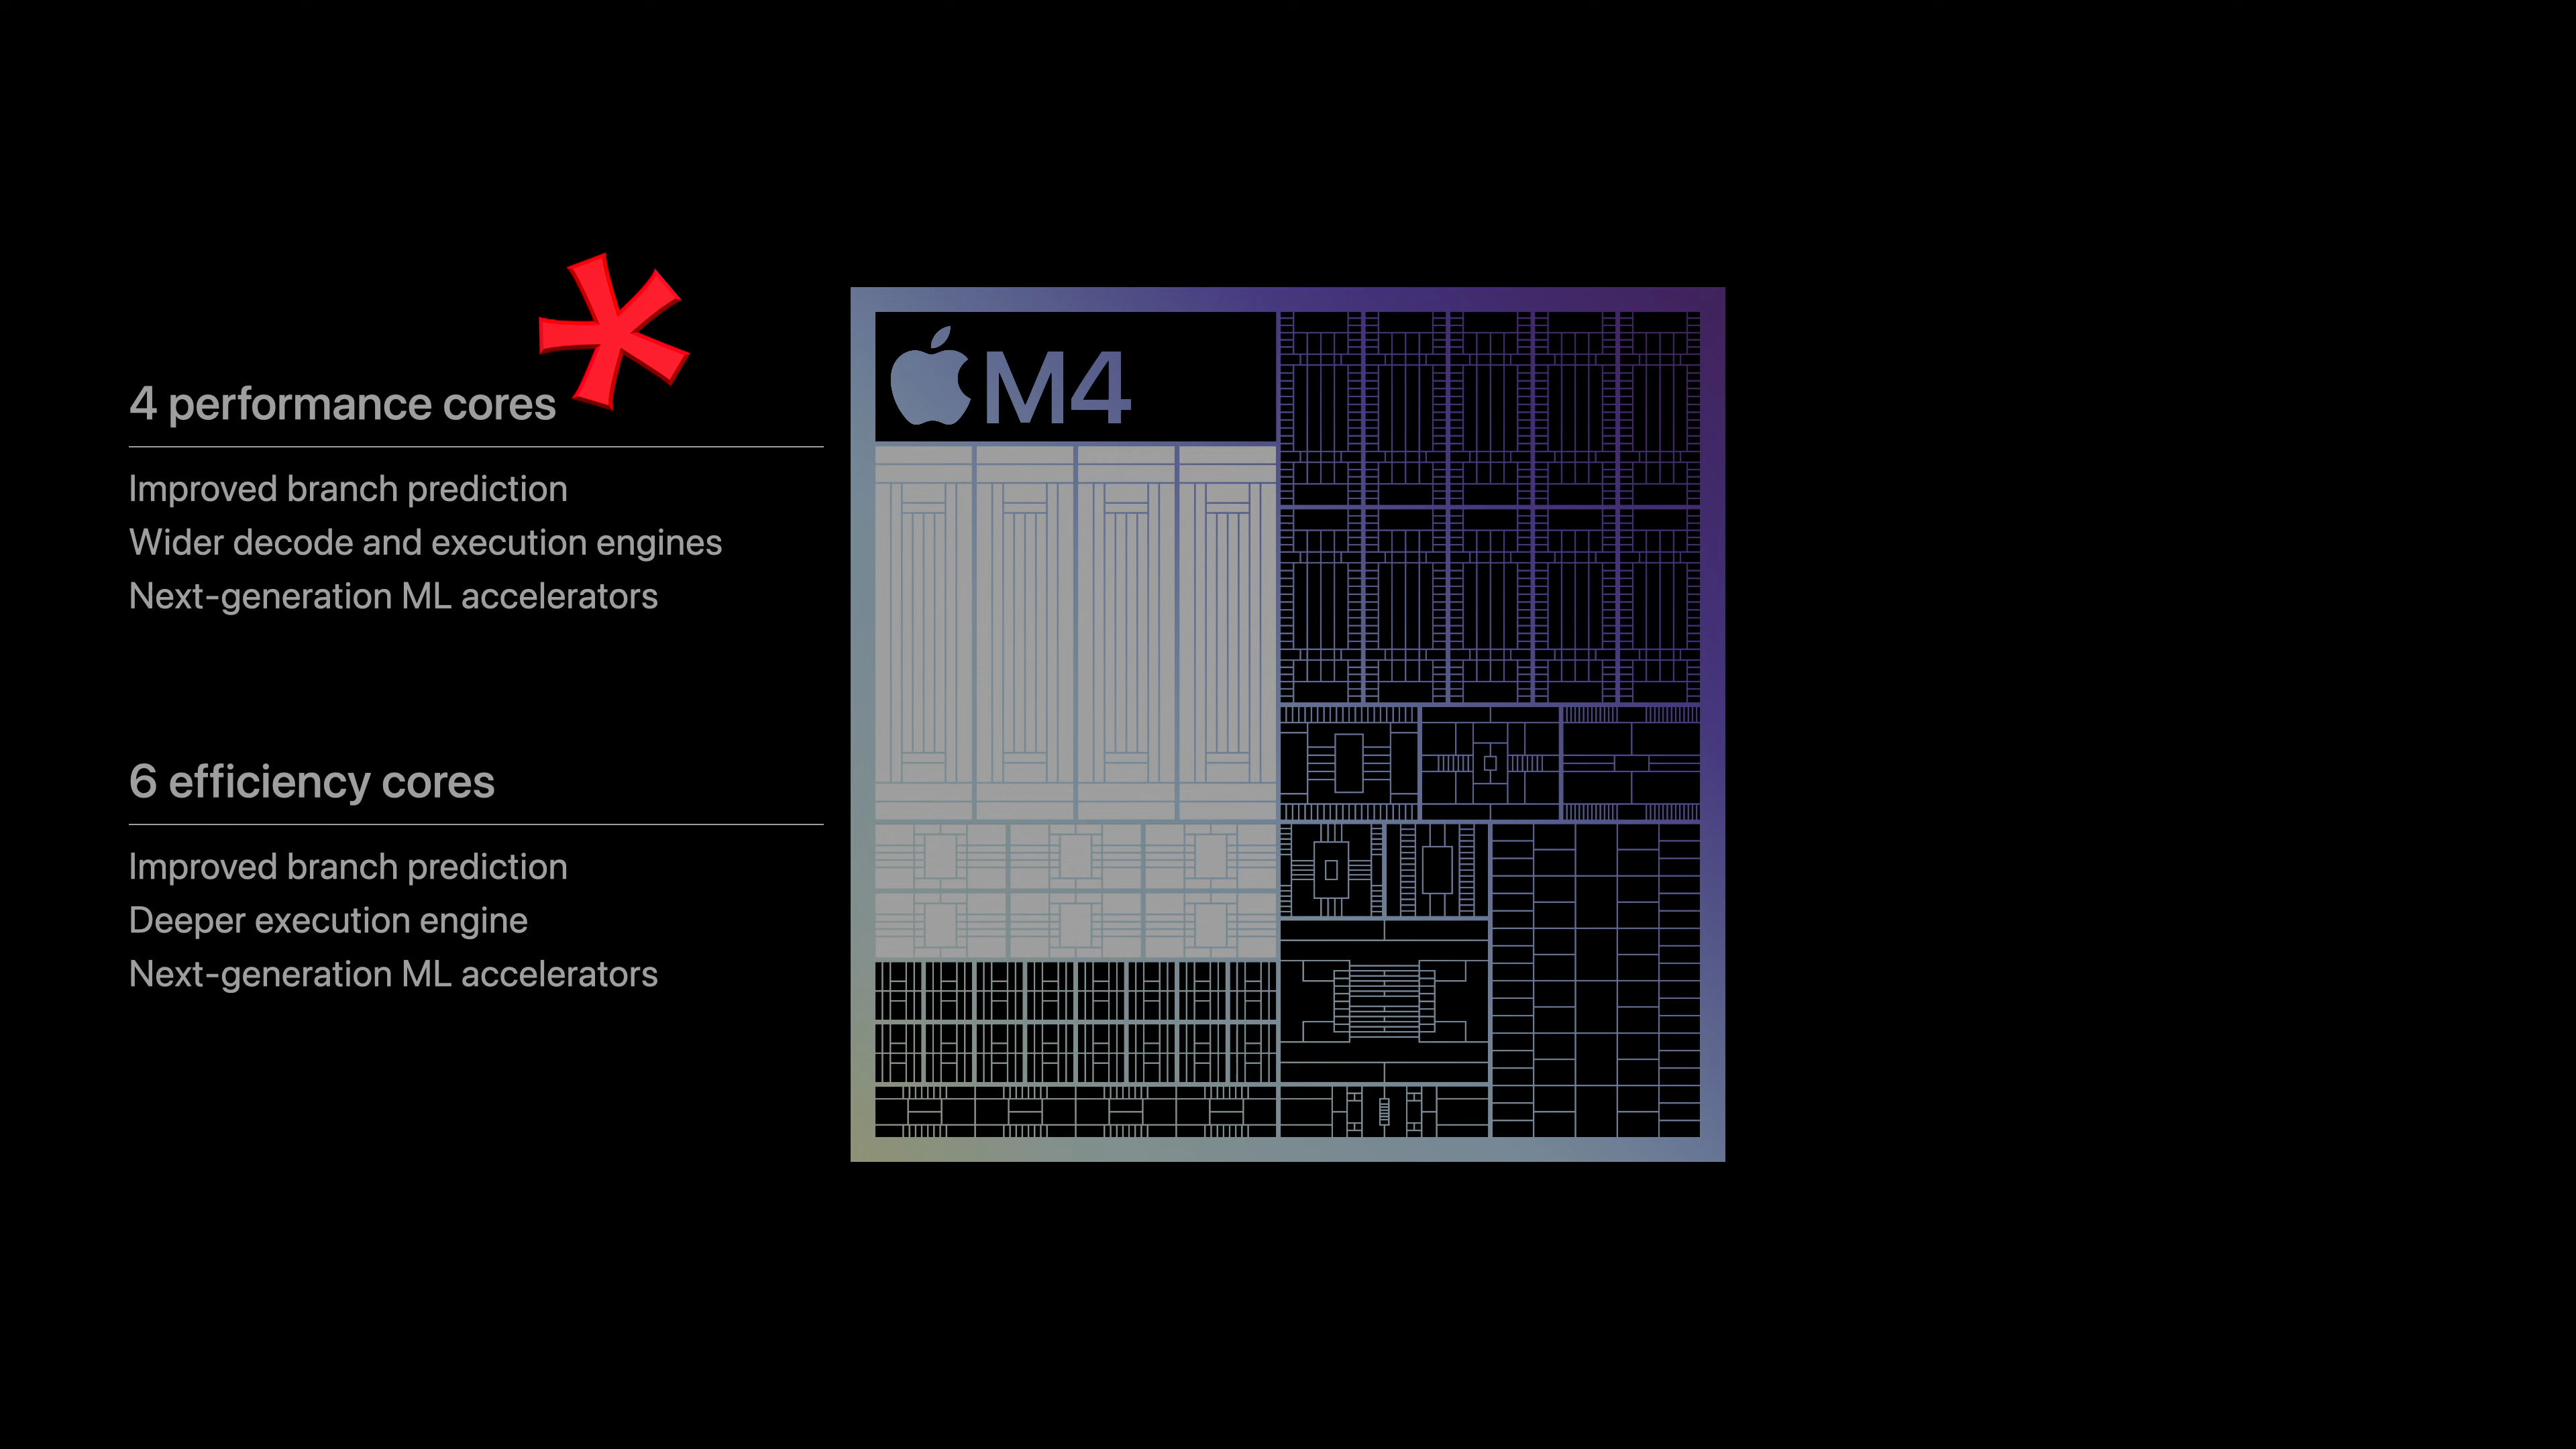 4 performance cores*
Improved branch prediction
Wider decode and execution engines
Next-generation ML accelerators
6 efficiency cores
Improved branch prediction
Deeper execution engine
Next-generation ML accelerators
M4